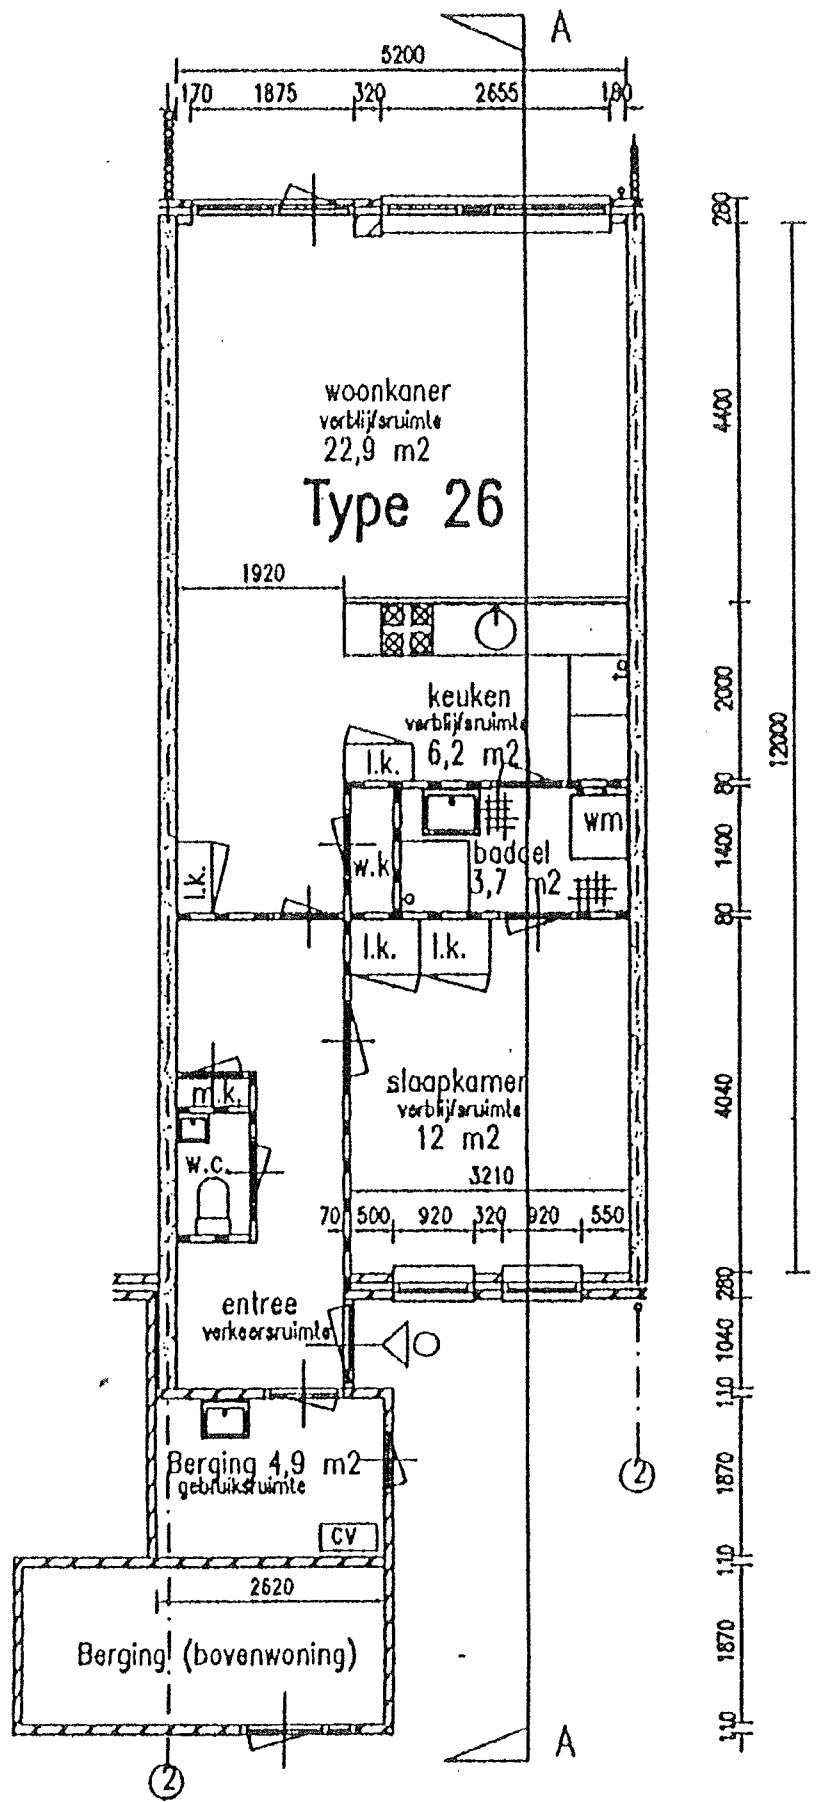 A
5200
170 1875 320 2655 180
280
woonkamer
verblijfsruimte
22,9 m2
Type 26
4400
1920
keuken
verblijfsruimte
6,2 m2
l.k.
2000
12000
80
wm
w.k
badcel
3,7 m2
l.k.
1400
80
l.k. l.k.
slaapkamer
verblijfsruimte
12 m2
4040
m.k.
w.c.
3210
70 500 920 320 920 550
280
entree
verkeersruimte
1040
110
Berging 4,9 m2
gebruiksruimte
2
1870
CV
110
2620
Berging (bovenwoning)
1870
110
A
2